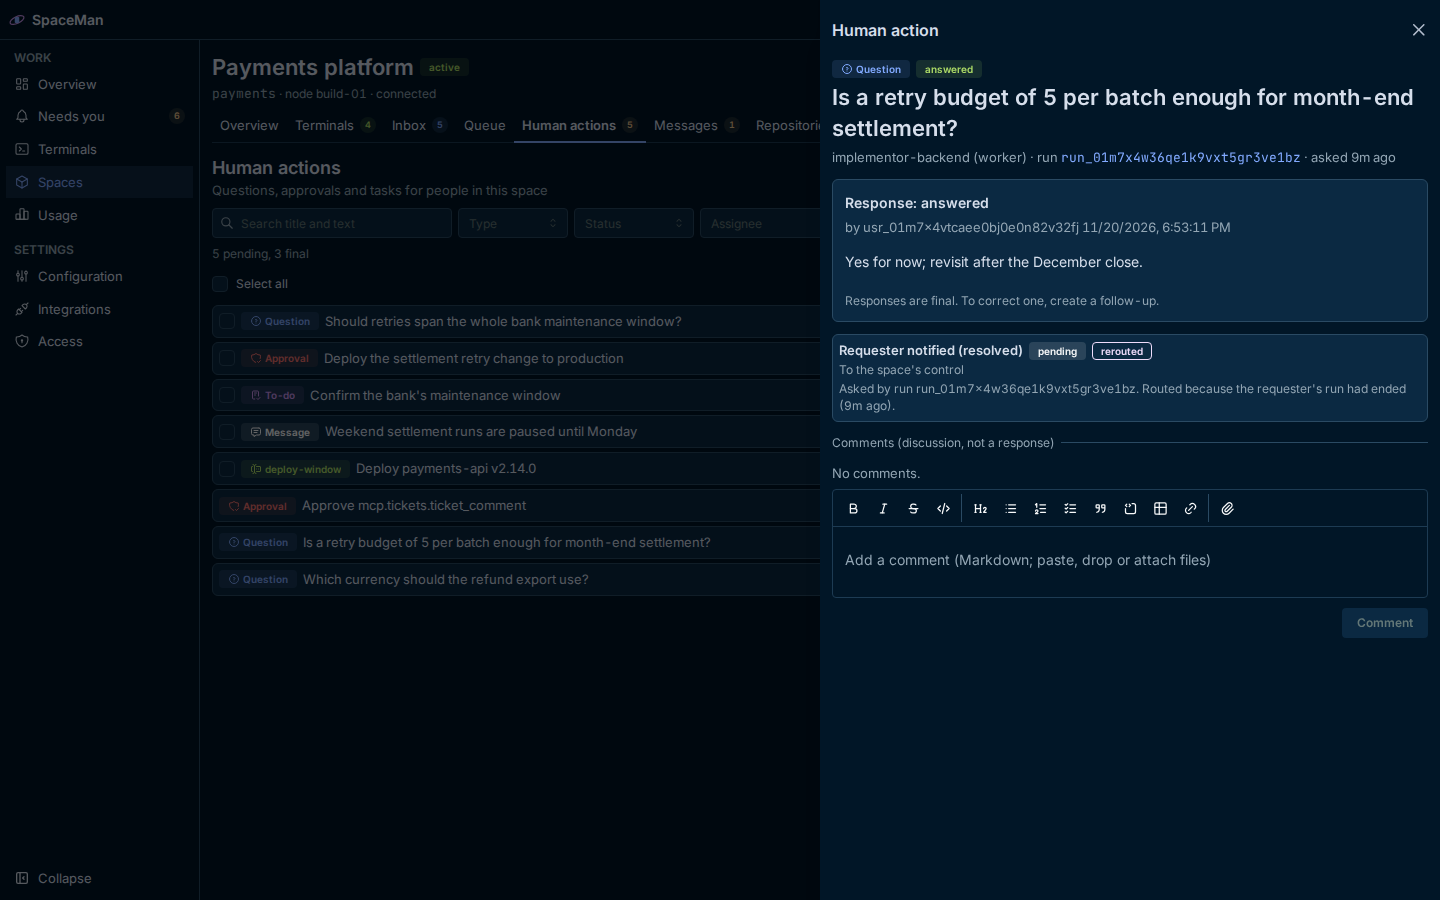 SpaceMan
WORK
Overview
Needs you 6
Terminals
Spaces
Usage
SETTINGS
Configuration
Integrations
Access
Collapse
Payments platform active
payments · node build-01 · connected
Overview Terminals 4 Inbox 5 Queue Human actions 5 Messages 1
Human actions
Questions, approvals and tasks for people in this space
Search title and text Type Status Assignee
5 pending, 3 final
Select all
Question Should retries span the whole bank maintenance window?
Approval Deploy the settlement retry change to production
To-do Confirm the bank's maintenance window
Message Weekend settlement runs are paused until Monday
deploy-window Deploy payments-api v2.14.0
Approval Approve mcp.tickets.ticket_comment
Question Is a retry budget of 5 per batch enough for month-end settlement?
Question Which currency should the refund export use?
Human action
Question answered
Is a retry budget of 5 per batch enough for month-end
settlement?
implementor-backend (worker) · run run_01m7x4w36qe1k9vxt5gr3ve1bz · asked 9m ago
Response: answered
by usr_01m7x4vtcaee0bj0e0n82v32fj 11/20/2026, 6:53:11 PM
Yes for now; revisit after the December close.
Responses are final. To correct one, create a follow-up.
Requester notified (resolved) pending rerouted
To the space's control
Asked by run run_01m7x4w36qe1k9vxt5gr3ve1bz. Routed because the requester's run had ended
(9m ago).
Comments (discussion, not a response)
No comments.
Add a comment (Markdown; paste, drop or attach files)
Comment